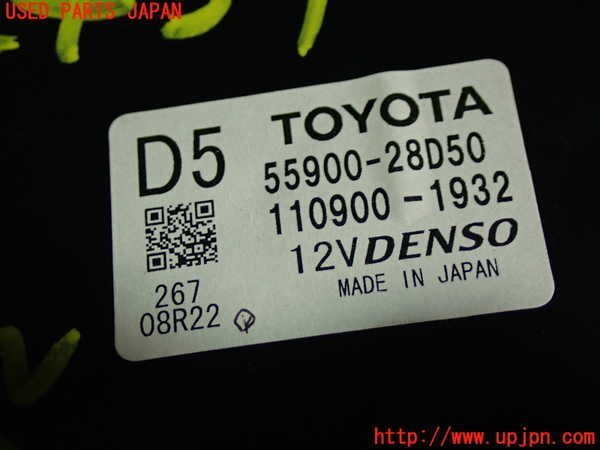 USED PARTS JAPAN
D5
TOYOTA
55900-28D50
110900-1932
12V DENSO
MADE IN JAPAN
267
08R22
http://www.upjpn.com/